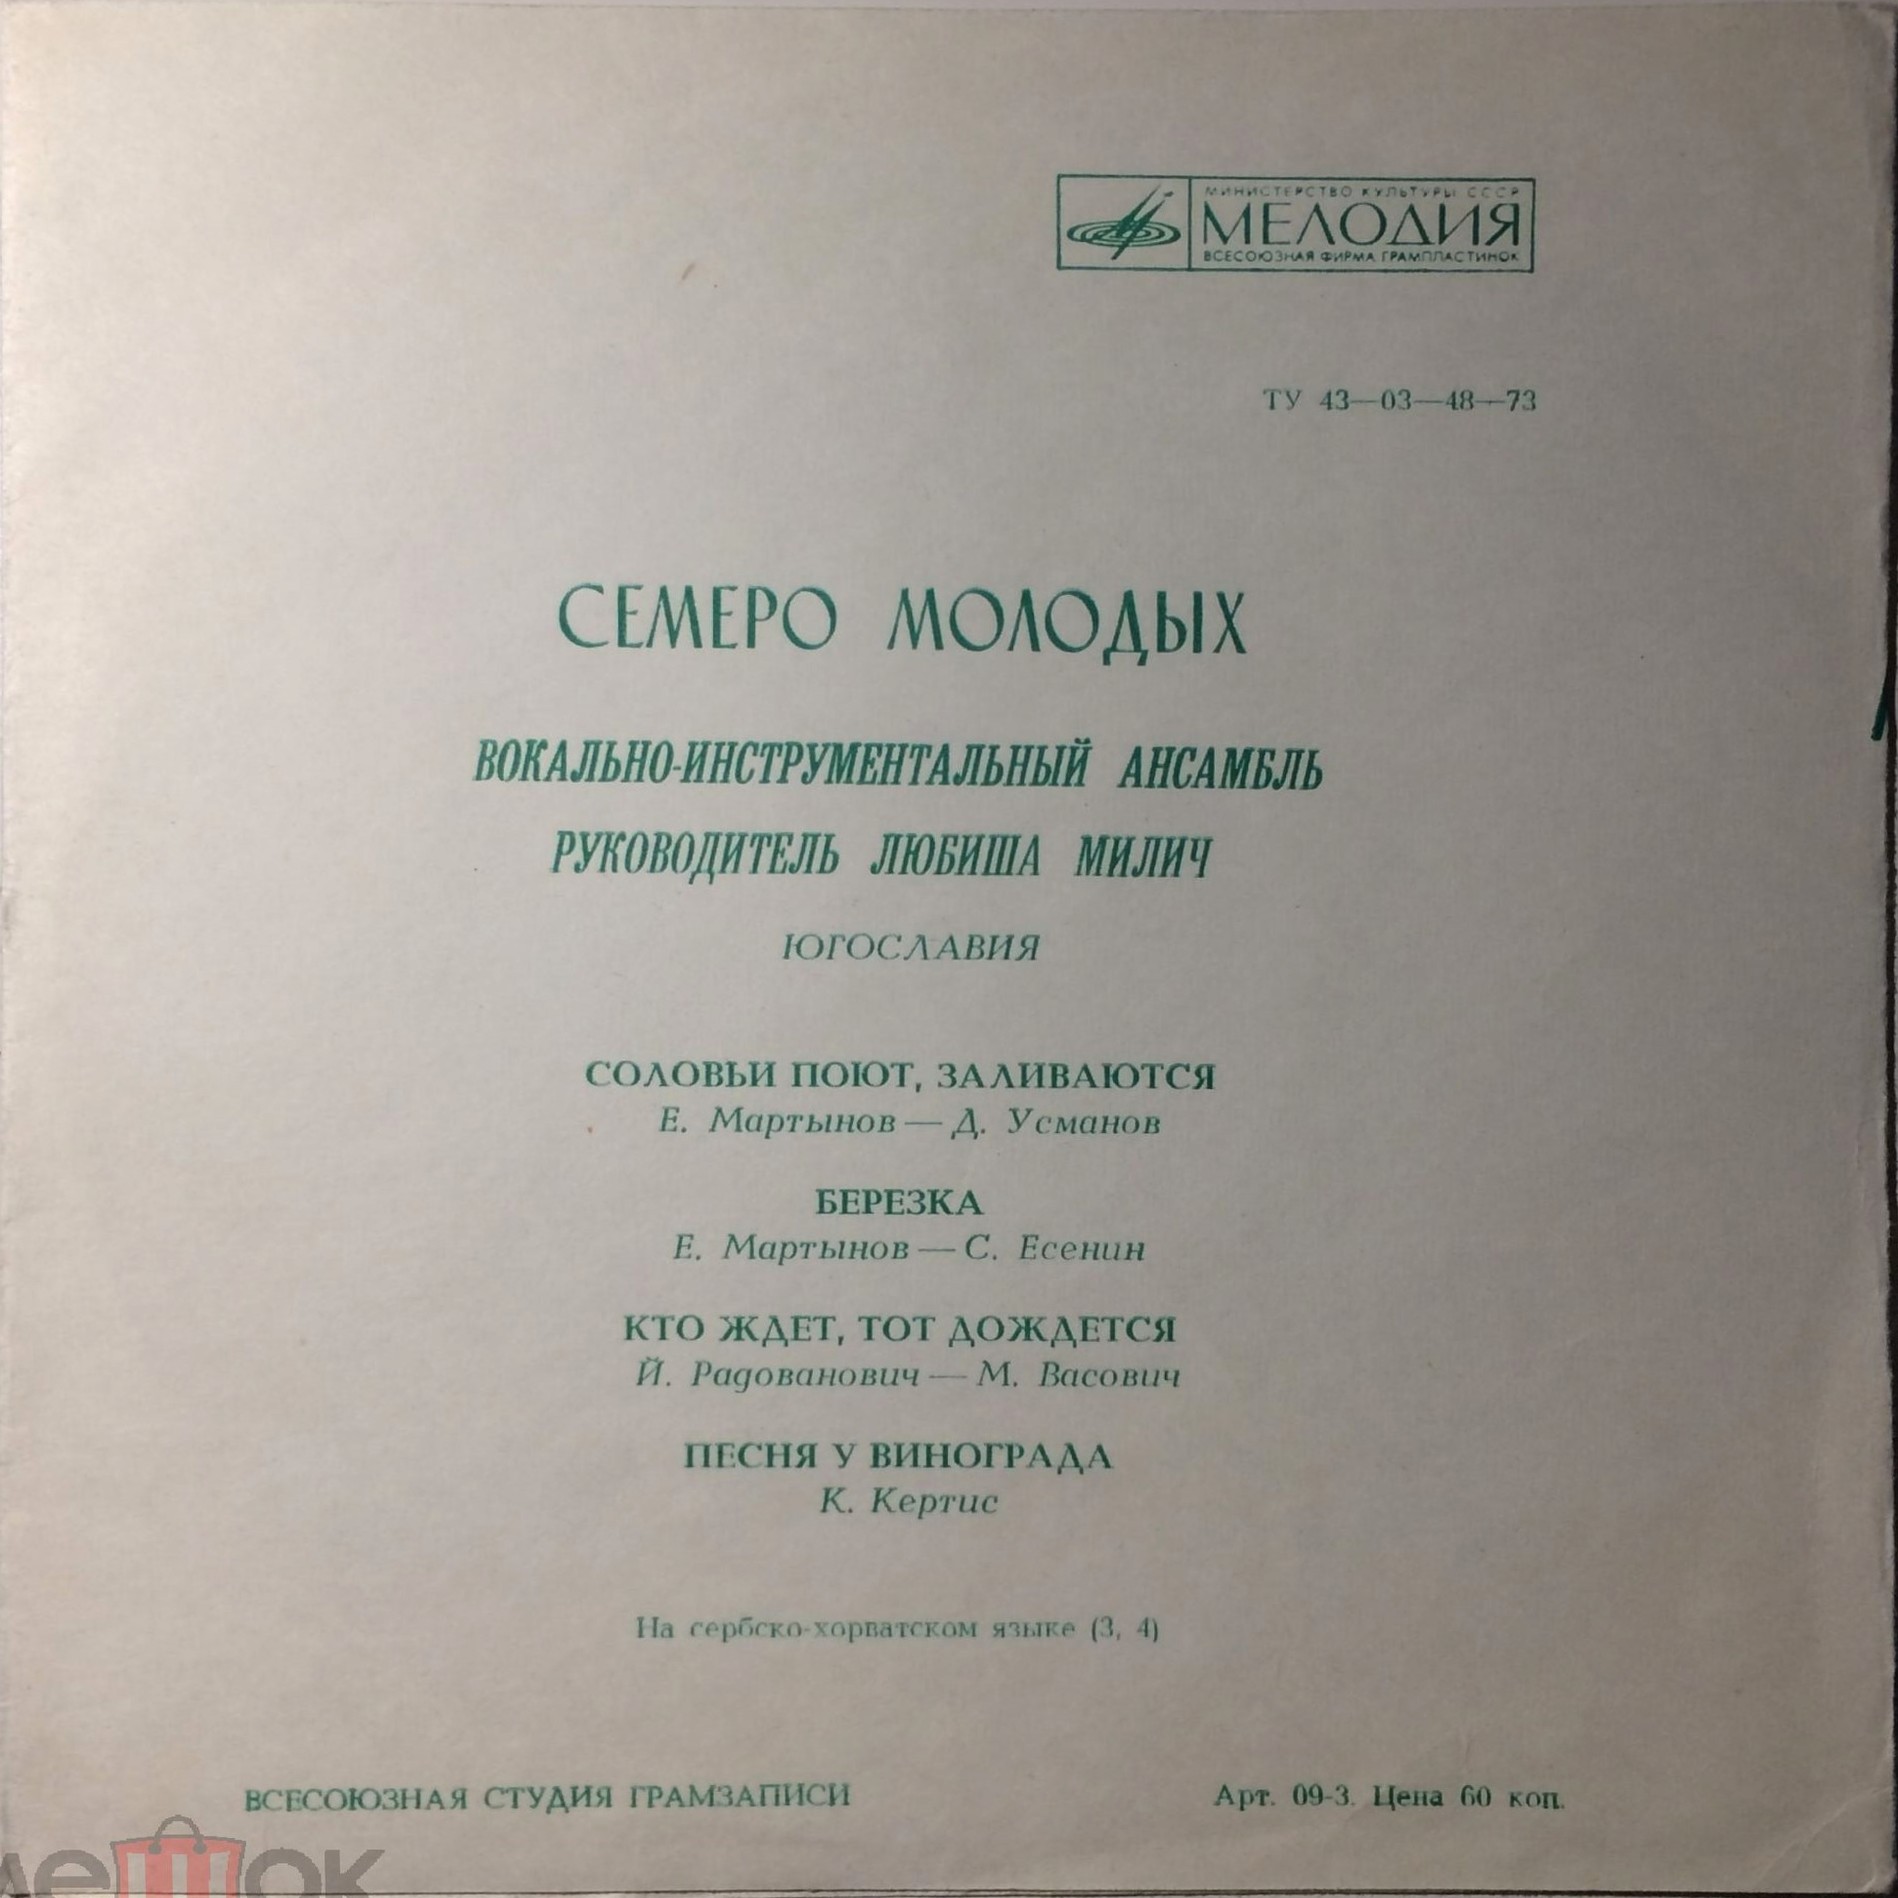 МИНИСТЕРСТВО КУЛЬТУРЫ СССР
МЕЛОДИЯ
ВСЕСОЮЗНАЯ ФИРМА ГРАМПЛАСТИНОК
ТУ 43—03—48—73
СЕМЕРО МОЛОДЫХ
ВОКАЛЬНО-ИНСТРУМЕНТАЛЬНЫЙ АНСАМБЛЬ
РУКОВОДИТЕЛЬ ЛЮБИША МИЛИЧ
ЮГОСЛАВИЯ
СОЛОВЬИ ПОЮТ, ЗАЛИВАЮТСЯ
Е. Мартынов — Д. Усманов
БЕРЕЗКА
Е. Мартынов — С. Есенин
КТО ЖДЕТ, ТОТ ДОЖДЕТСЯ
Й. Радованович — М. Васович
ПЕСНЯ У ВИНОГРАДА
К. Кертис
На сербско-хорватском языке (3, 4)
ВСЕСОЮЗНАЯ СТУДИЯ ГРАМЗАПИСИ
Арт. 09-3. Цена 60 коп.